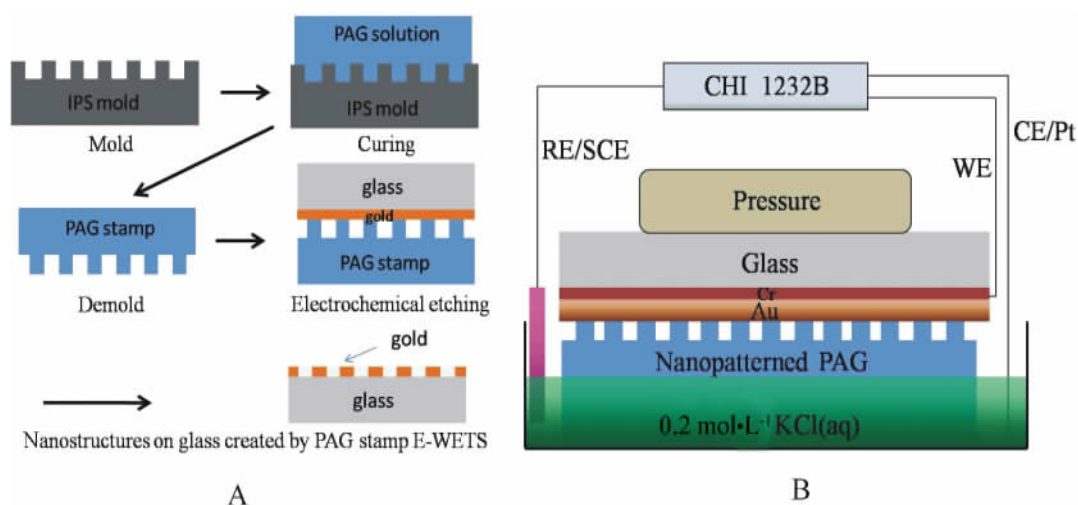 PAG solution
IPS mold
IPS mold
Mold
Curing
glass
gold
PAG stamp
PAG stamp
Demold
Electrochemical etching
gold
glass
Nanostructures on glass created by PAG stamp E-WETS
A
CHI 1232B
RE/SCE
CE/Pt
WE
Pressure
Glass
Cr
Au
Nanopatterned PAG
0.2 mol•L⁻¹ KCl(aq)
B